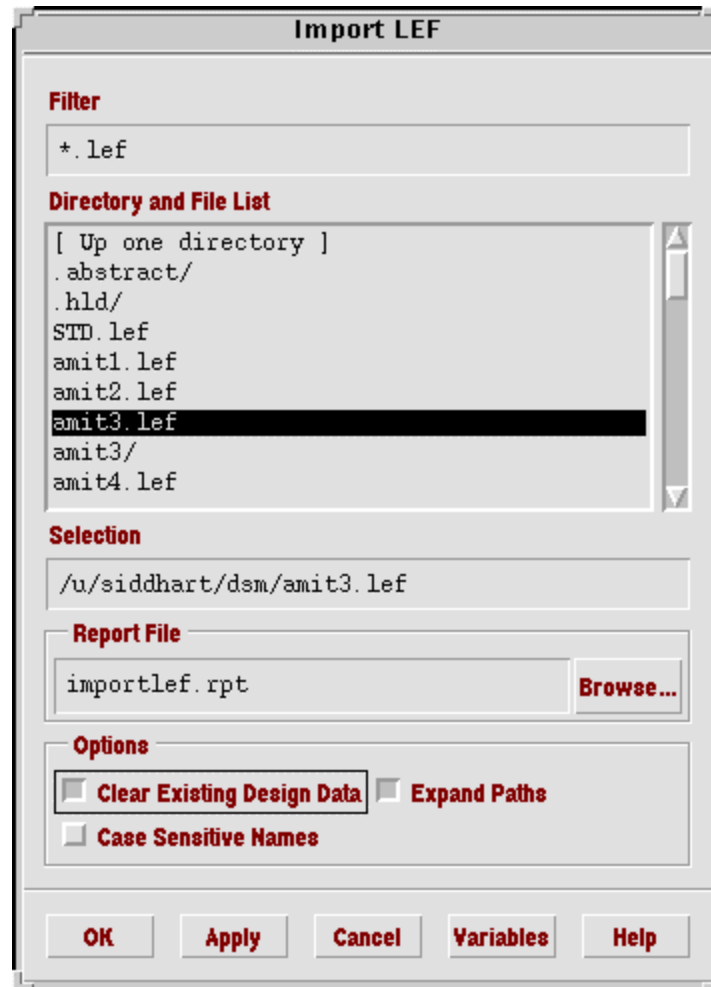 Import LEF
Filter
*.lef
Directory and File List
[ Up one directory ]
.abstract/
.hld/
STD.lef
amit1.lef
amit2.lef
amit3.lef
amit3/
amit4.lef
Selection
/u/siddhart/dsm/amit3.lef
Report File
importlef.rpt
Browse...
Options
Clear Existing Design Data Expand Paths
Case Sensitive Names
OK Apply Cancel Variables Help